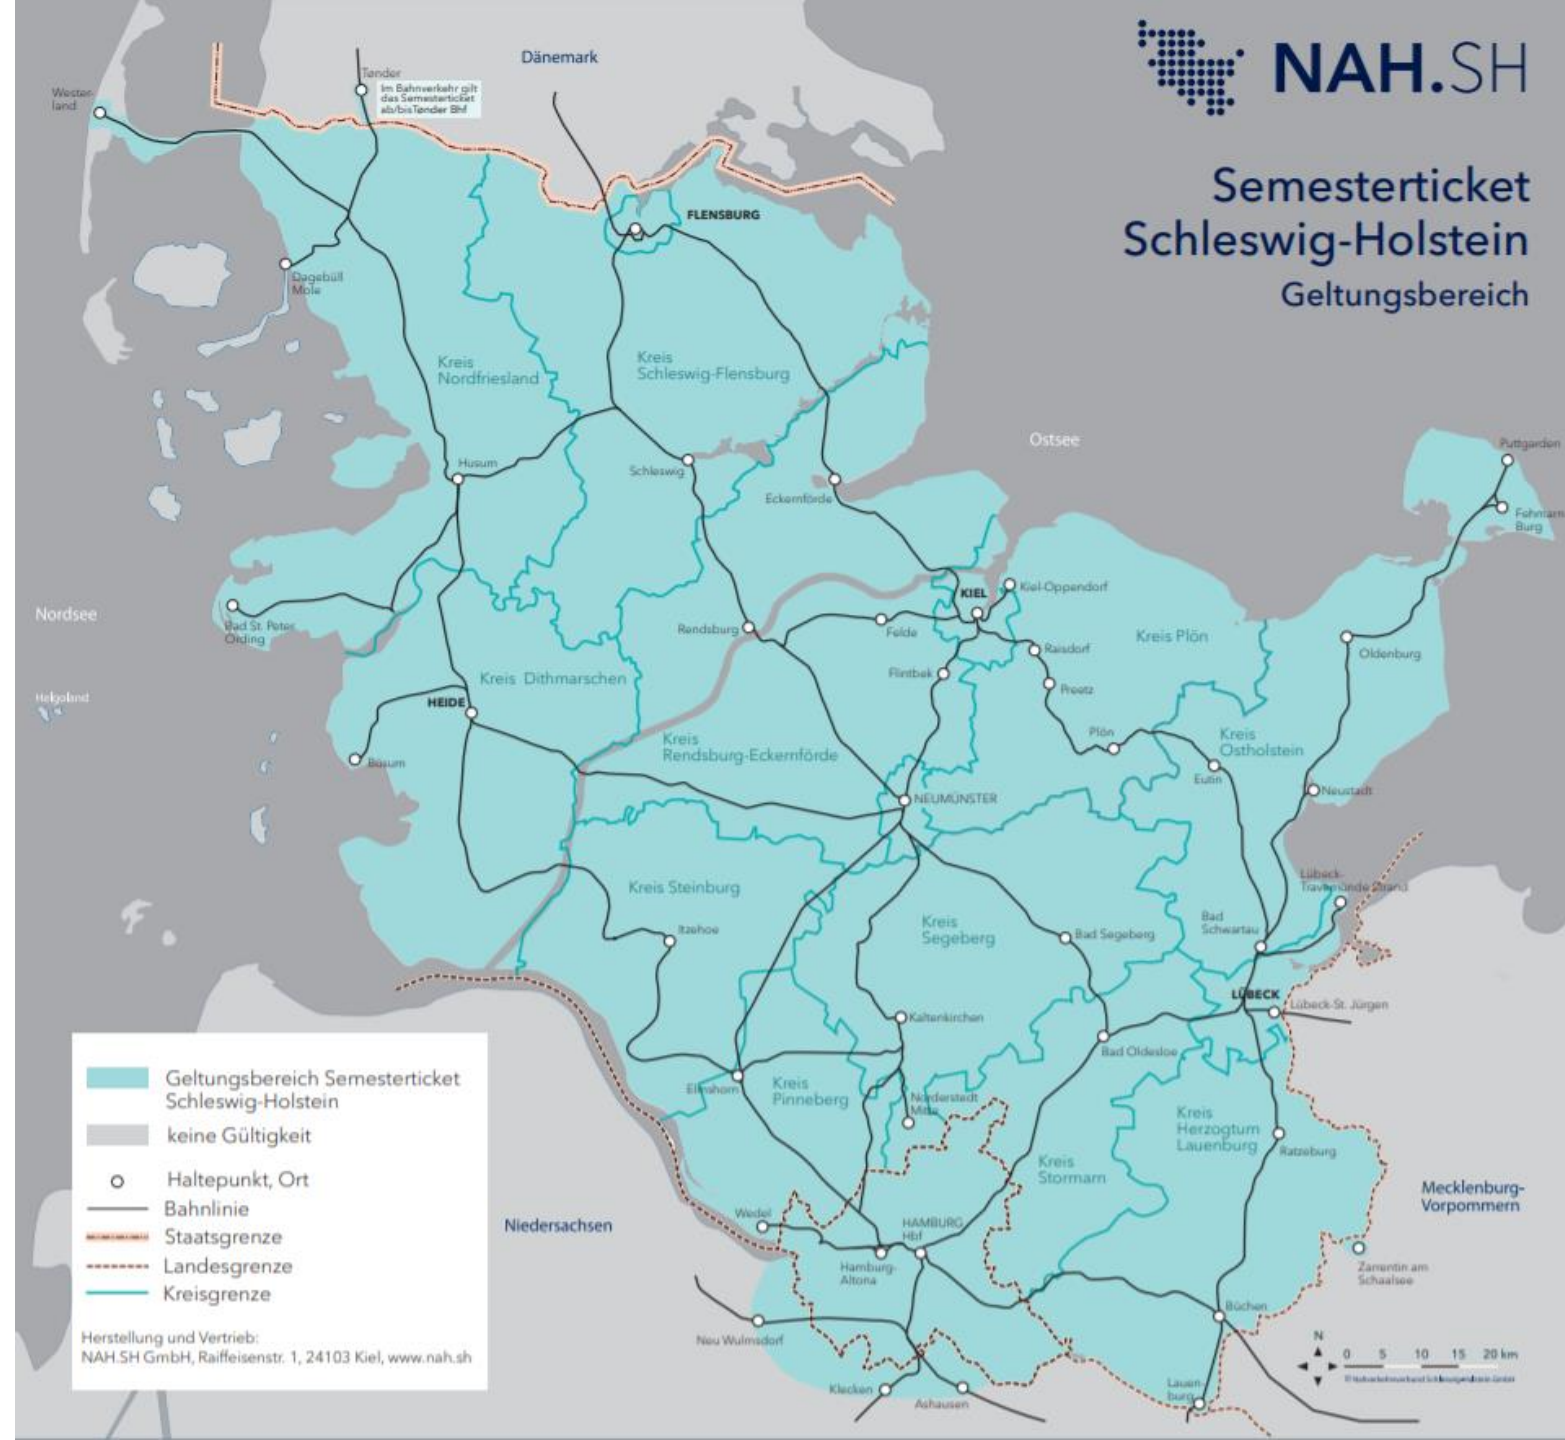 NAH.SH
Semesterticket
Schleswig-Holstein
Geltungsbereich
Dänemark
Tønder
Im Bahnverkehr gilt
das Semesterticket
ab/bis Tønder Bhf
Wester-
land
FLENSBURG
Dagebüll
Mole
Kreis
Nordfriesland
Kreis
Schleswig-Flensburg
Ostsee
Puttgarden
Husum
Schleswig
Eckernförde
Fehmarn
Burg
Nordsee
KIEL
Kiel-Oppendorf
Bad St. Peter
Ording
Rendsburg
Felde
Kreis Plön
Raisdorf
Oldenburg
Flintbek
Preetz
Kreis Dithmarschen
Helgoland
HEIDE
Plön
Kreis
Rendsburg-Eckernförde
Kreis
Ostholstein
Büsum
Eutin
Neustadt
NEUMÜNSTER
Kreis Steinburg
Lübeck-
Travemünde Strand
Itzehoe
Kreis
Segeberg
Bad Segeberg
Bad
Schwartau
LÜBECK
Lübeck-St. Jürgen
Kaltenkirchen
Bad Oldesloe
Elmshorn
Kreis
Pinneberg
Norderstedt
Mitte
Kreis
Herzogtum
Lauenburg
Ratzeburg
Kreis
Stormarn
Mecklenburg-
Vorpommern
Niedersachsen
Wedel
HAMBURG
Hbf
Hamburg-
Altona
Zarrentin am
Schaalsee
Büchen
Neu Wulmsdorf
Klecken
Ashausen
Lauen-
burg
Geltungsbereich Semesterticket
Schleswig-Holstein
keine Gültigkeit
Haltepunkt, Ort
Bahnlinie
Staatsgrenze
Landesgrenze
Kreisgrenze
Herstellung und Vertrieb:
NAH.SH GmbH, Raiffeisenstr. 1, 24103 Kiel, www.nah.sh
N
0 5 10 15 20 km